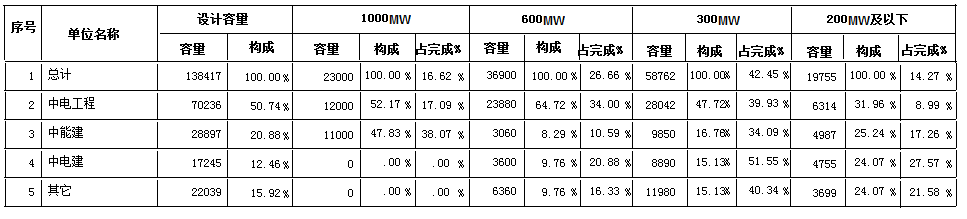 序号 单位名称 设计容量 1000MW 600MW 300MW 200MW及以下
容量 构成 容量 构成 占完成% 容量 构成 占完成% 容量 构成 占完成% 容量 构成 占完成%
1 总计 138417 100.00% 23000 100.00 % 16.62 % 36900 100.00 % 26.66 % 58762 100.00% 42.45 % 19755 100.00 % 14.27 %
2 中电工程 70236 50.74% 12000 52.17 % 17.09 % 23880 64.72 % 34.00 % 28042 47.72% 39.93 % 6314 31.96 % 8.99 %
3 中能建 28897 20.88% 11000 47.83 % 38.07 % 3060 8.29 % 10.59 % 9850 16.76% 34.09 % 4987 25.24 % 17.26 %
4 中电建 17245 12.46% 0 .00 % .00 % 3600 9.76 % 20.88 % 8890 15.13% 51.55 % 4755 24.07 % 27.57 %
5 其它 22039 15.92% 0 .00 % .00 % 6360 9.76 % 16.33 % 11980 15.13% 40.34 % 3699 24.07 % 21.58 %